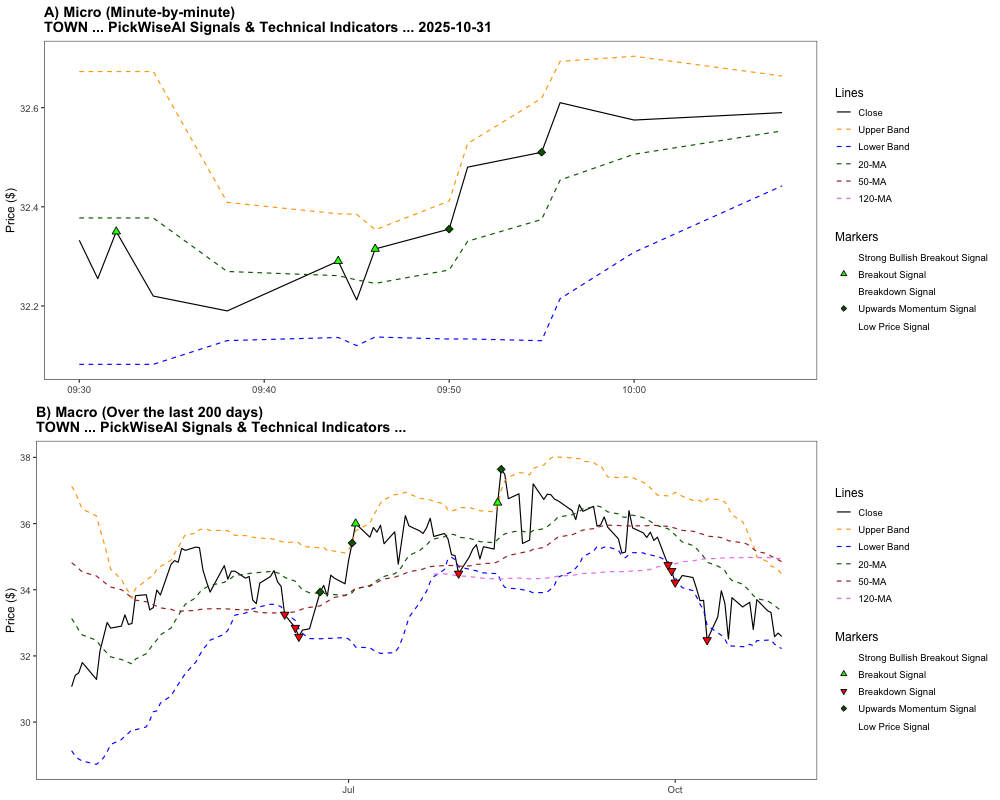 A) Micro (Minute-by-minute)
TOWN ... PickWiseAI Signals & Technical Indicators ... 2025-10-31
Price ($)
32.6
32.4
32.2
09:30
09:40
09:50
10:00
Lines
Close
Upper Band
Lower Band
20-MA
50-MA
120-MA
Markers
Strong Bullish Breakout Signal
Breakout Signal
Breakdown Signal
Upwards Momentum Signal
Low Price Signal
B) Macro (Over the last 200 days)
TOWN ... PickWiseAI Signals & Technical Indicators ...
Price ($)
38
36
34
32
30
Jul
Oct
Lines
Close
Upper Band
Lower Band
20-MA
50-MA
120-MA
Markers
Strong Bullish Breakout Signal
Breakout Signal
Breakdown Signal
Upwards Momentum Signal
Low Price Signal